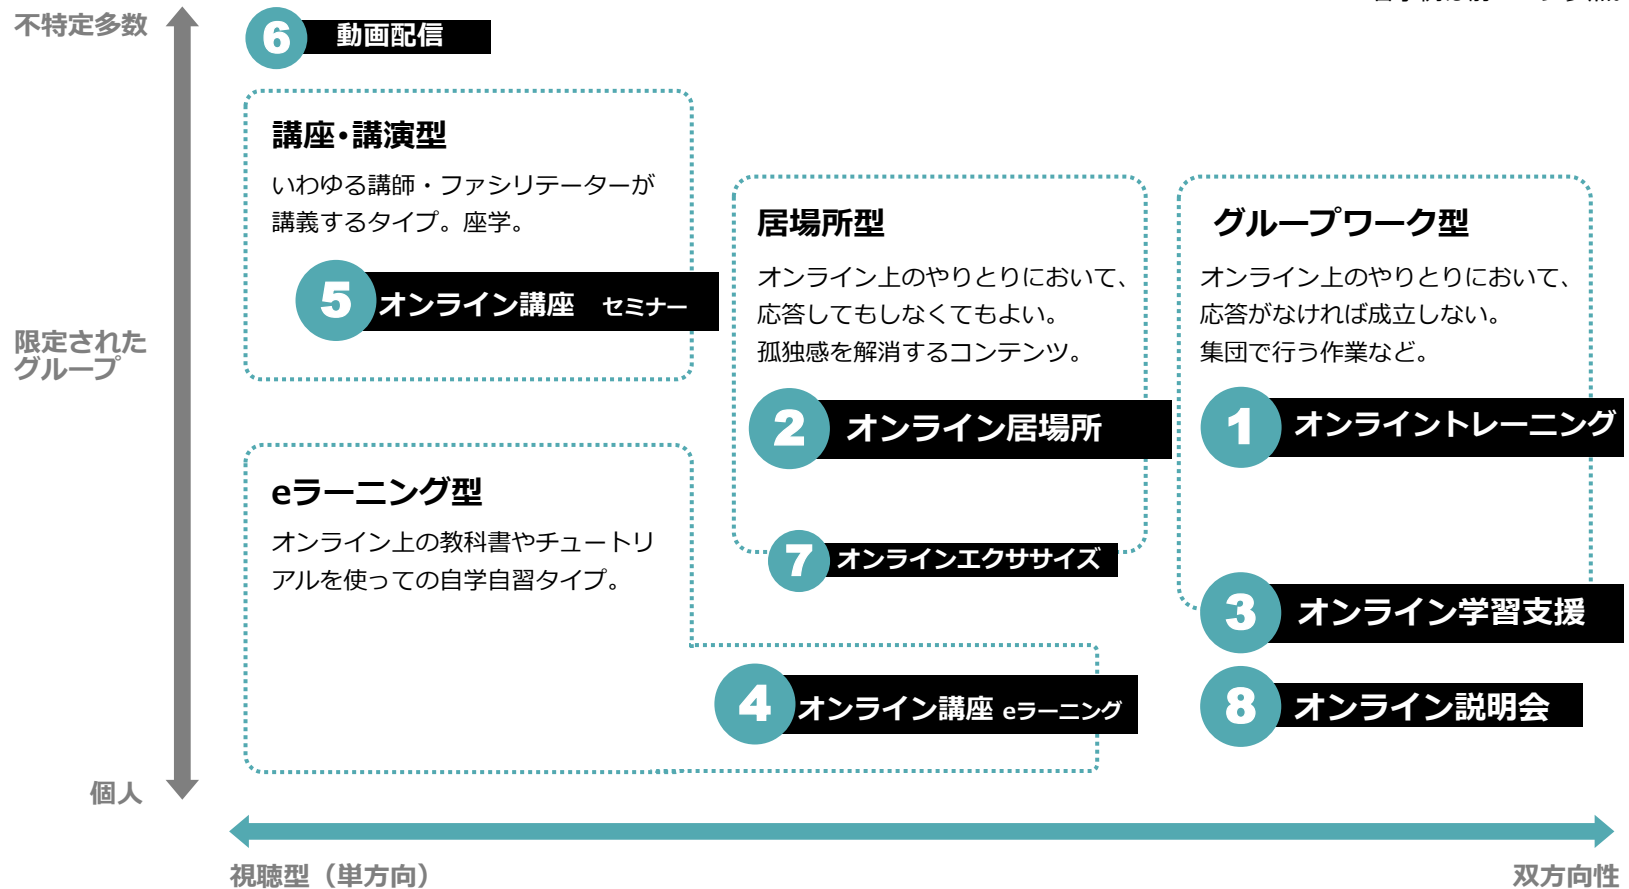 不特定多数
6 動画配信
講座・講演型
いわゆる講師・ファシリテーターが
講義するタイプ。座学。
5 オンライン講座 セミナー
限定された
グループ
居場所型
オンライン上のやりとりにおいて、
応答してもしなくてもよい。
孤独感を解消するコンテンツ。
2 オンライン居場所
7 オンラインエクササイズ
グループワーク型
オンライン上のやりとりにおいて、
応答がなければ成立しない。
集団で行う作業など。
1 オンライントレーニング
3 オンライン学習支援
8 オンライン説明会
eラーニング型
オンライン上の教科書やチュートリ
アルを使っての自学自習タイプ。
4 オンライン講座 eラーニング
個人
視聴型（単方向）
双方向性